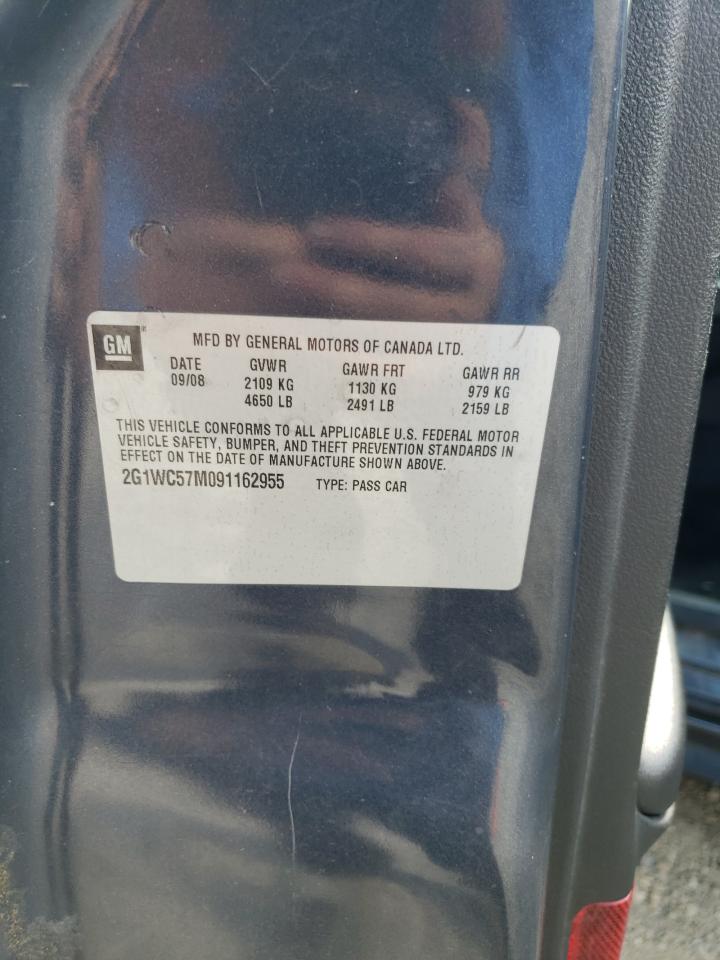 GM
MFD BY GENERAL MOTORS OF CANADA LTD.
DATE GVWR GAWR FRT GAWR RR
09/08 2109 KG 1130 KG 979 KG
4650 LB 2491 LB 2159 LB
THIS VEHICLE CONFORMS TO ALL APPLICABLE U.S. FEDERAL MOTOR
VEHICLE SAFETY, BUMPER, AND THEFT PREVENTION STANDARDS IN
EFFECT ON THE DATE OF MANUFACTURE SHOWN ABOVE.
2G1WC57M091162955 TYPE: PASS CAR